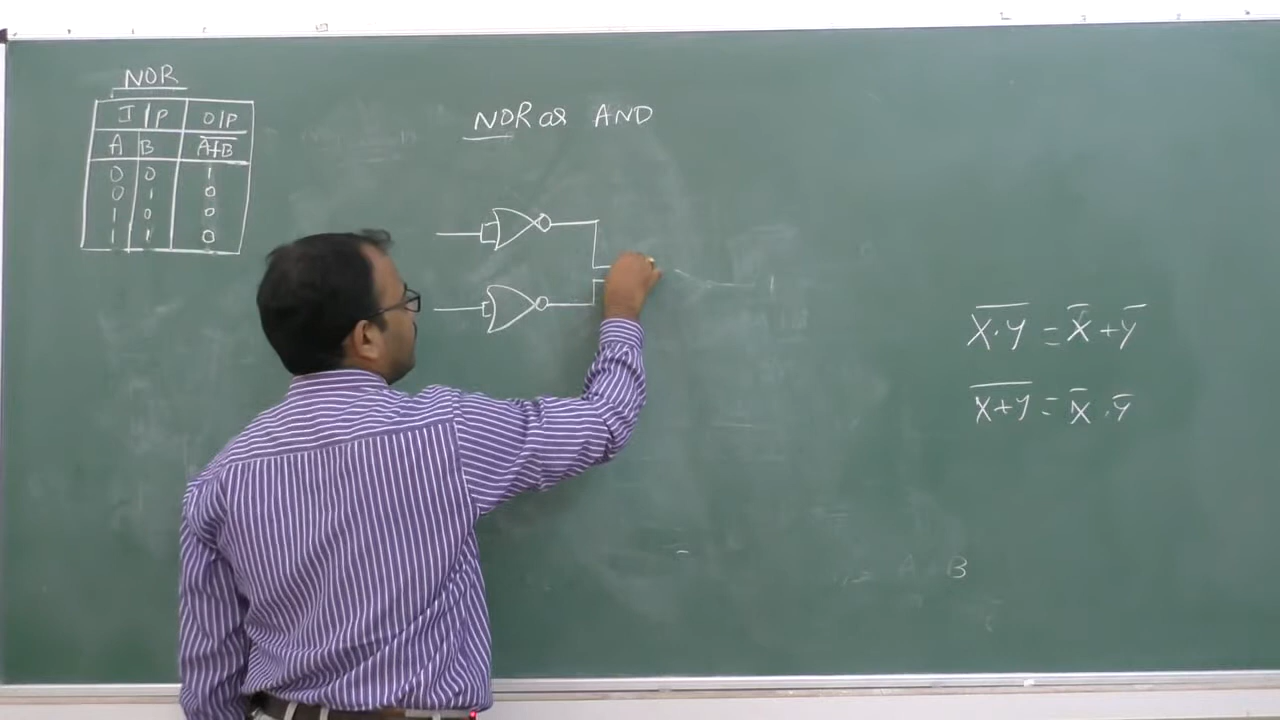 NOR
I|P O|P
A B A̅+̅B̅
0 0 1
0 1 0
1 0 0
1 1 0
NOR as AND
X̅.̅Y̅ = X̅ + Y̅
X̅+̅Y̅ = X̅ . Y̅
= A B